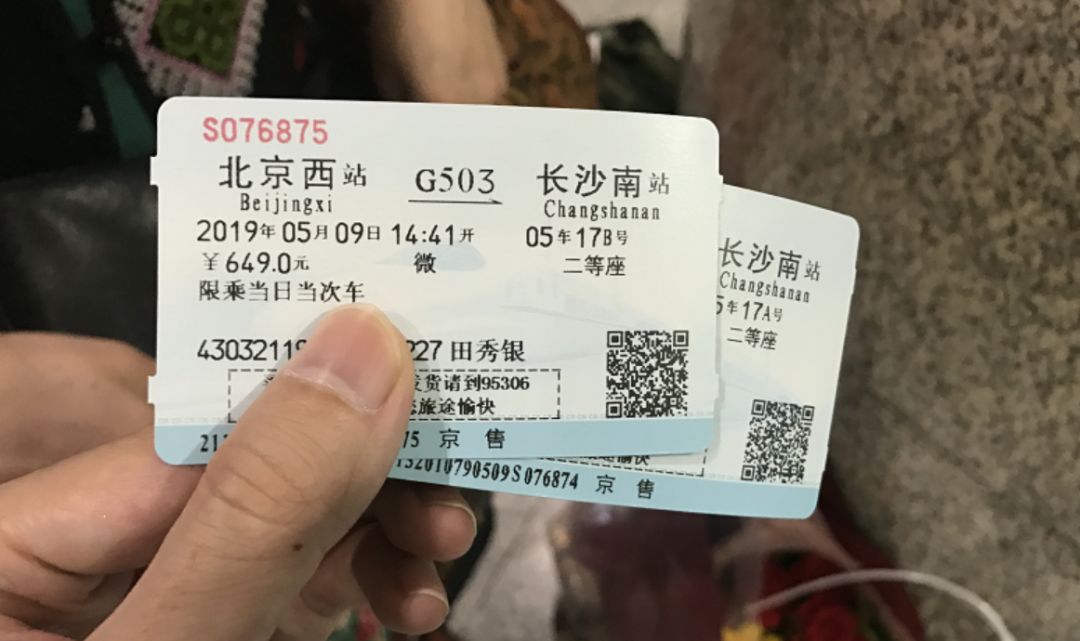 S076875
北京西站 G503 长沙南站
Beijingxi Changshanan
2019年05月09日 14:41开 05车17B号
￥649.0元 微 二等座
限乘当日当次车
43032119 227 田秀银
货请到95306
旅途愉快
75 京售
长沙南站
Changshanan
车17A号
二等座
0790509S076874 京售